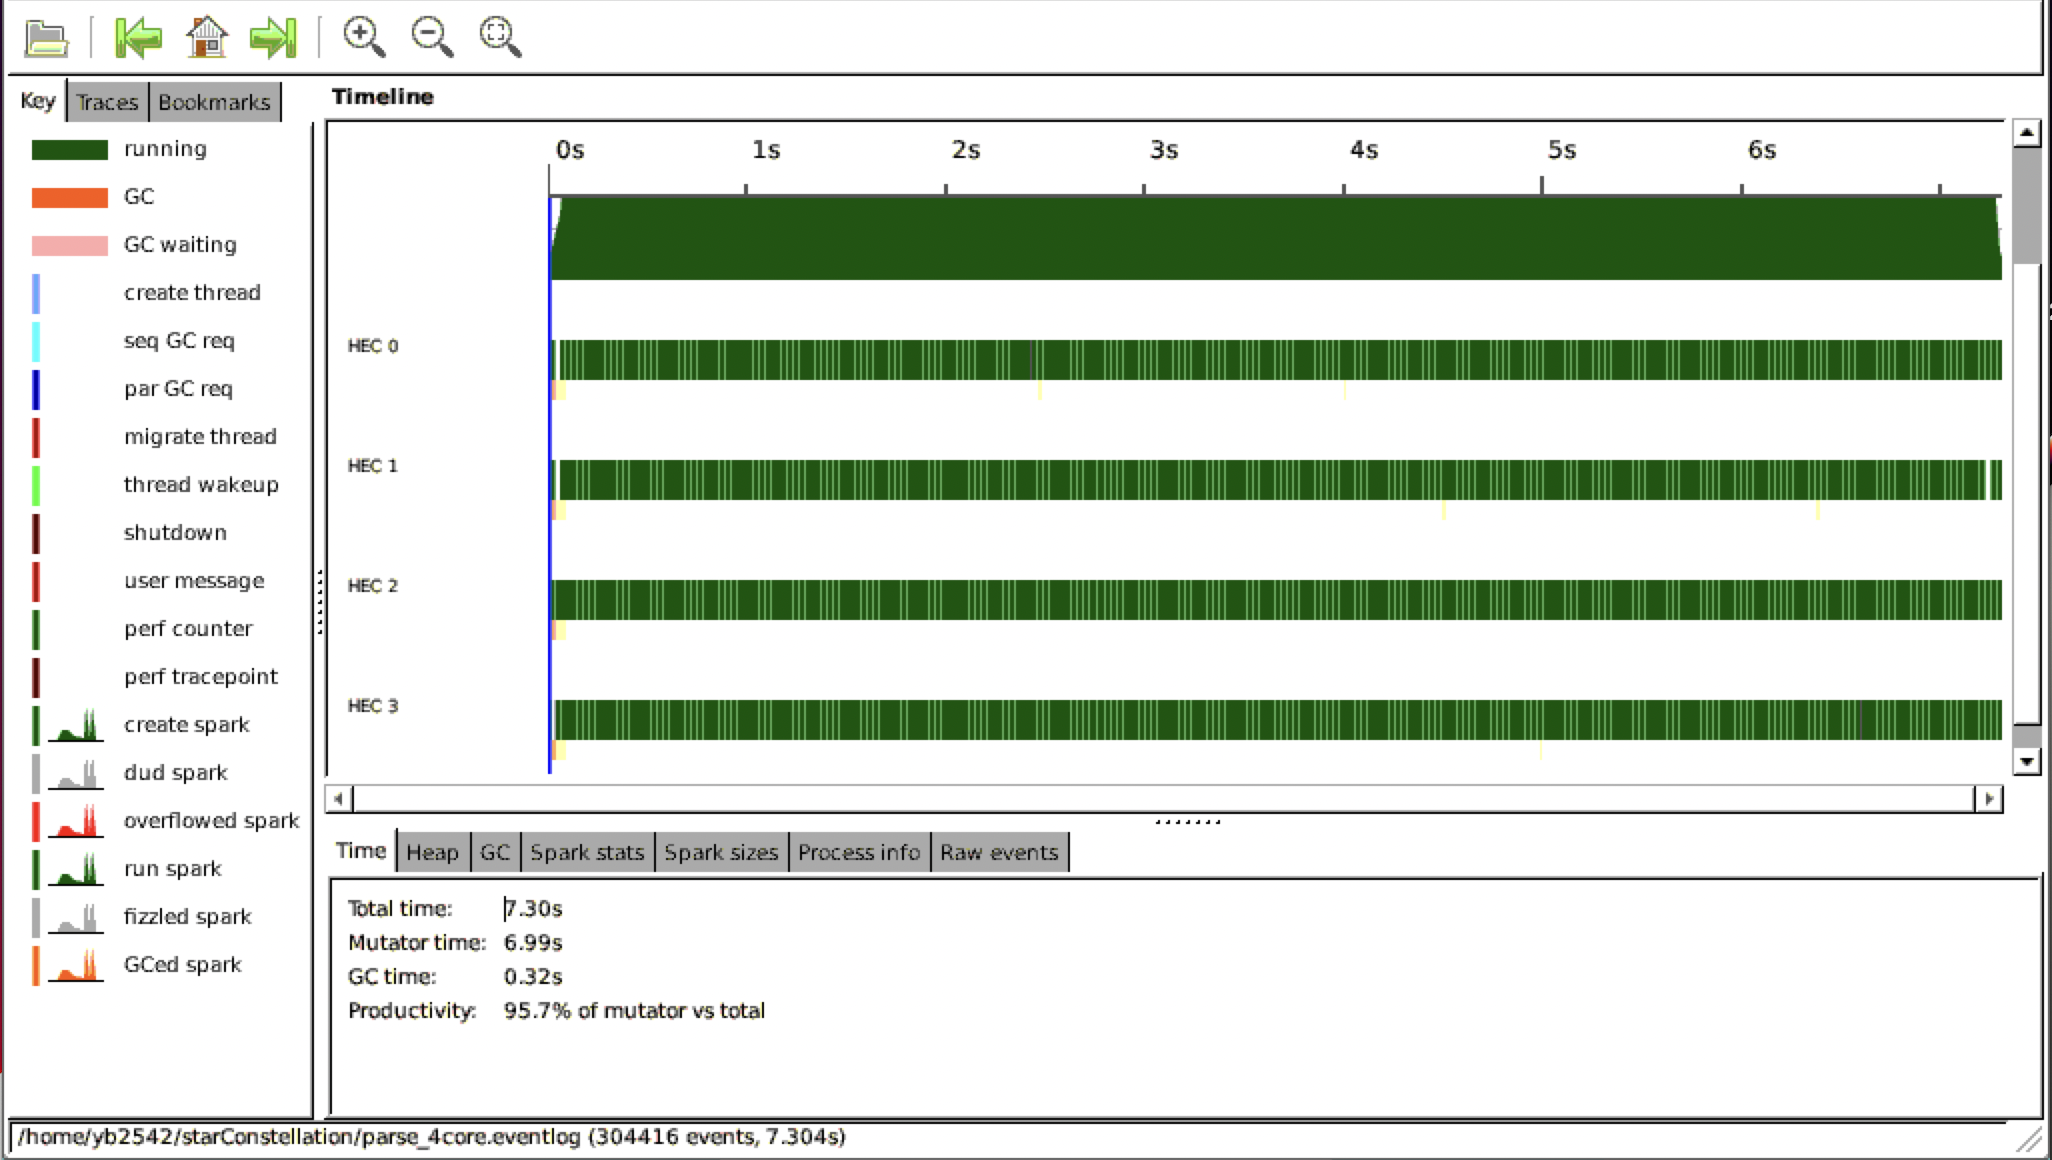 Key Traces Bookmarks
running
GC
GC waiting
create thread
seq GC req
par GC req
migrate thread
thread wakeup
shutdown
user message
perf counter
perf tracepoint
create spark
dud spark
overflowed spark
run spark
fizzled spark
GCed spark
Timeline
0s 1s 2s 3s 4s 5s 6s
HEC 0
HEC 1
HEC 2
HEC 3
Time Heap GC Spark stats Spark sizes Process info Raw events
Total time: 7.30s
Mutator time: 6.99s
GC time: 0.32s
Productivity: 95.7% of mutator vs total
/home/yb2542/starConstellation/parse_4core.eventlog (304416 events, 7.304s)